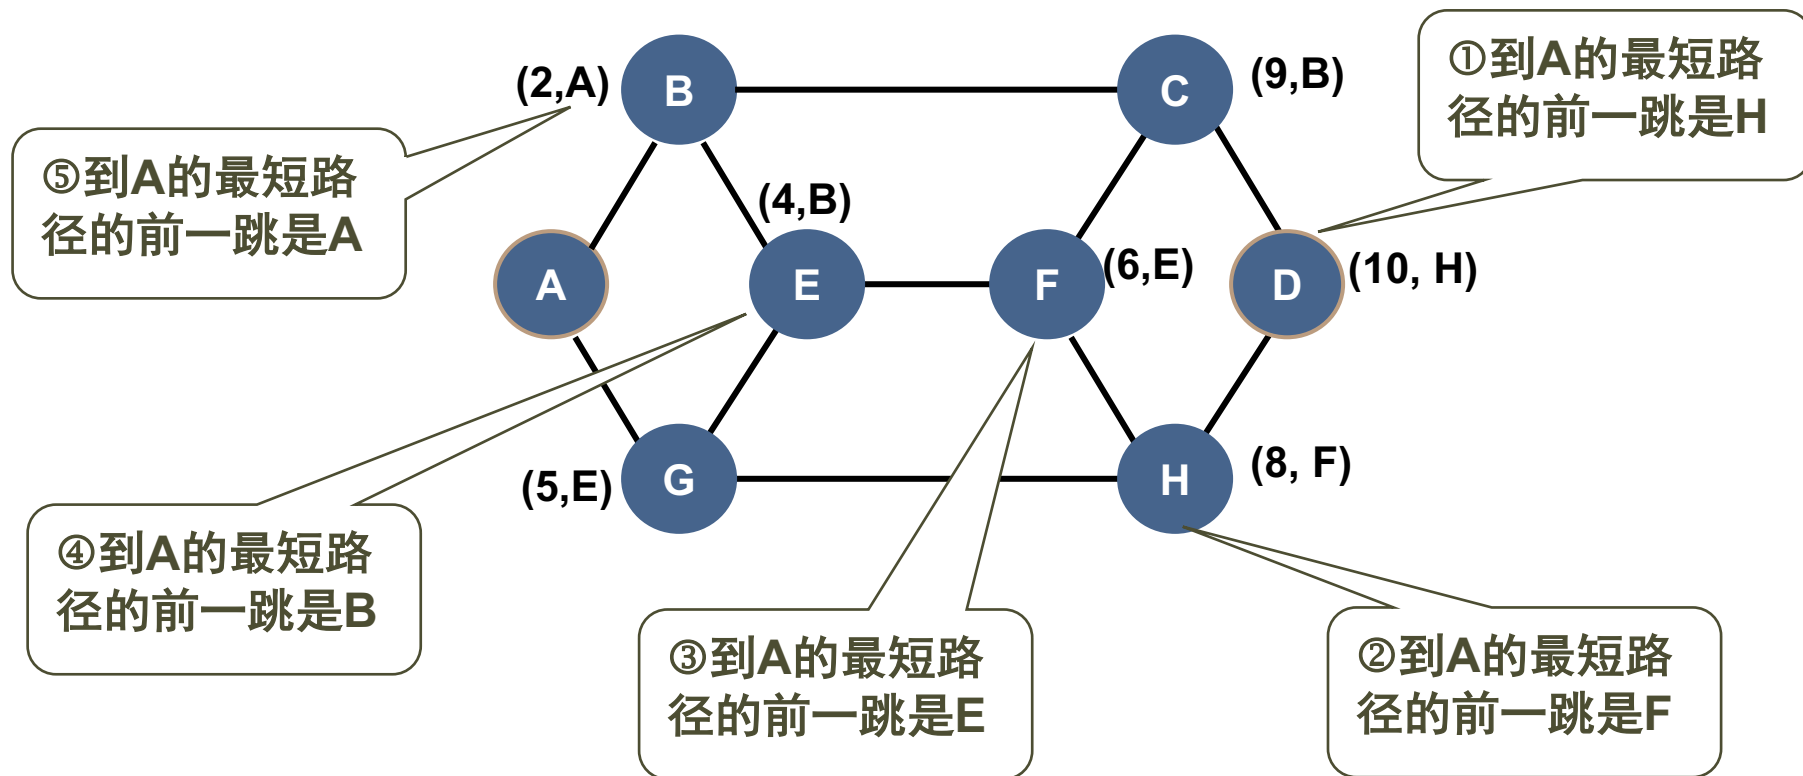 ①到A的最短路
径的前一跳是H
(2,A)
B
C
(9,B)
⑤到A的最短路
径的前一跳是A
(4,B)
A
E
F
(6,E)
D
(10, H)
(5,E)
G
H
(8, F)
④到A的最短路
径的前一跳是B
③到A的最短路
径的前一跳是E
②到A的最短路
径的前一跳是F